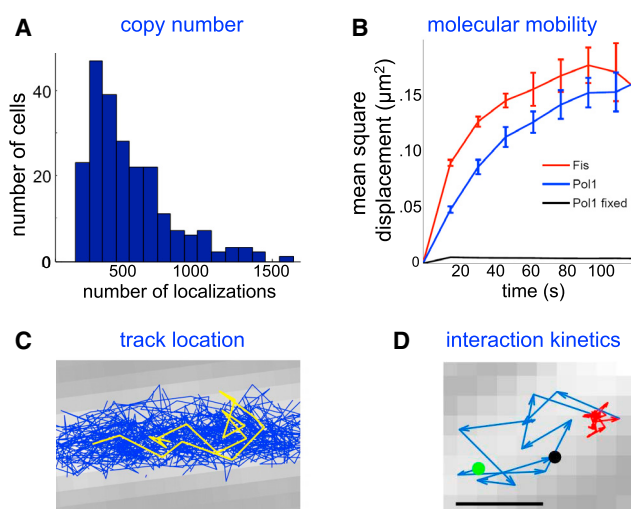 A copy number
number of cells
40
20
0
500 1000 1500
number of localizations
B molecular mobility
mean square
displacement (µm²)
.15
.10
.05
0
Fis
Pol1
Pol1 fixed
20 40 60 80 100
time (s)
C track location
D interaction kinetics